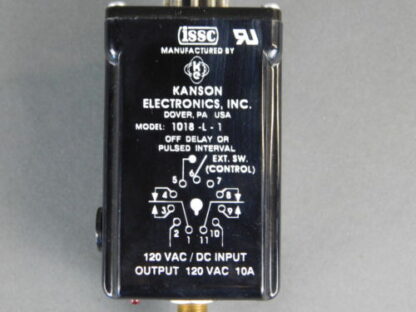 issc
MANUFACTURED BY
K
S
KANSON
ELECTRONICS, INC.
DOVER, PA USA
MODEL: 1018-L-1
OFF DELAY OR
PULSED INTERVAL
EXT. SW.
(CONTROL)
5 6 7
4 8
3 9
2 1 11 10
120 VAC / DC INPUT
OUTPUT 120 VAC 10A